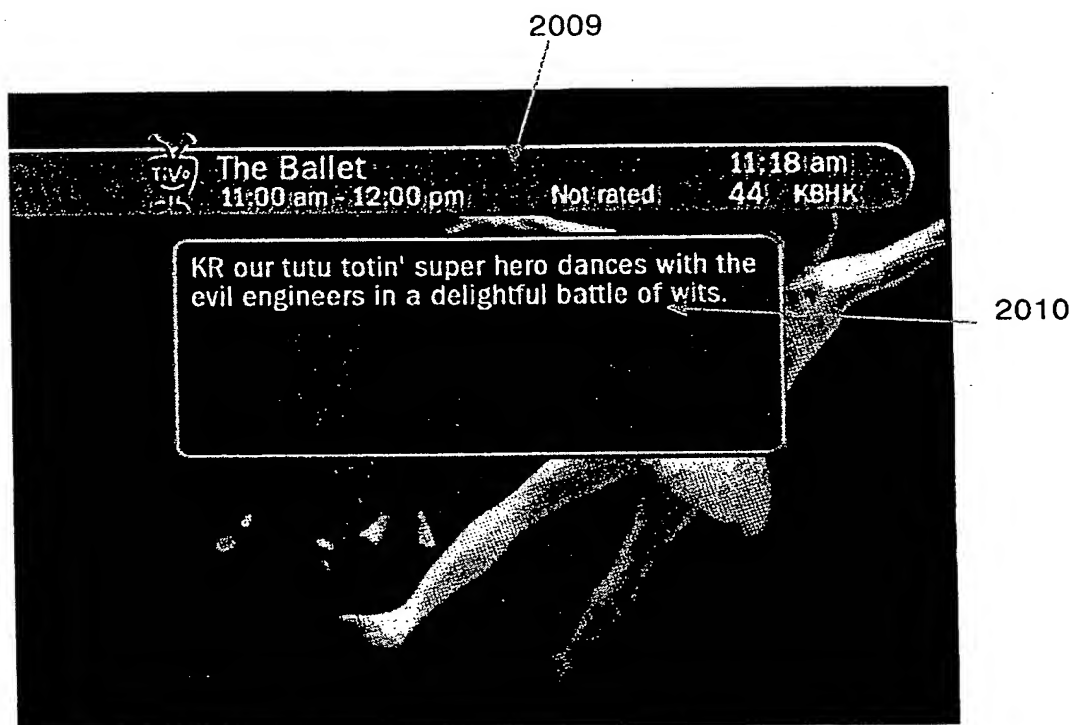 2009
TiVo The Ballet 11:18 am
11:00 am - 12:00 pm Not rated 44 KBHK
KR our tutu totin' super hero dances with the
evil engineers in a delightful battle of wits.
2010